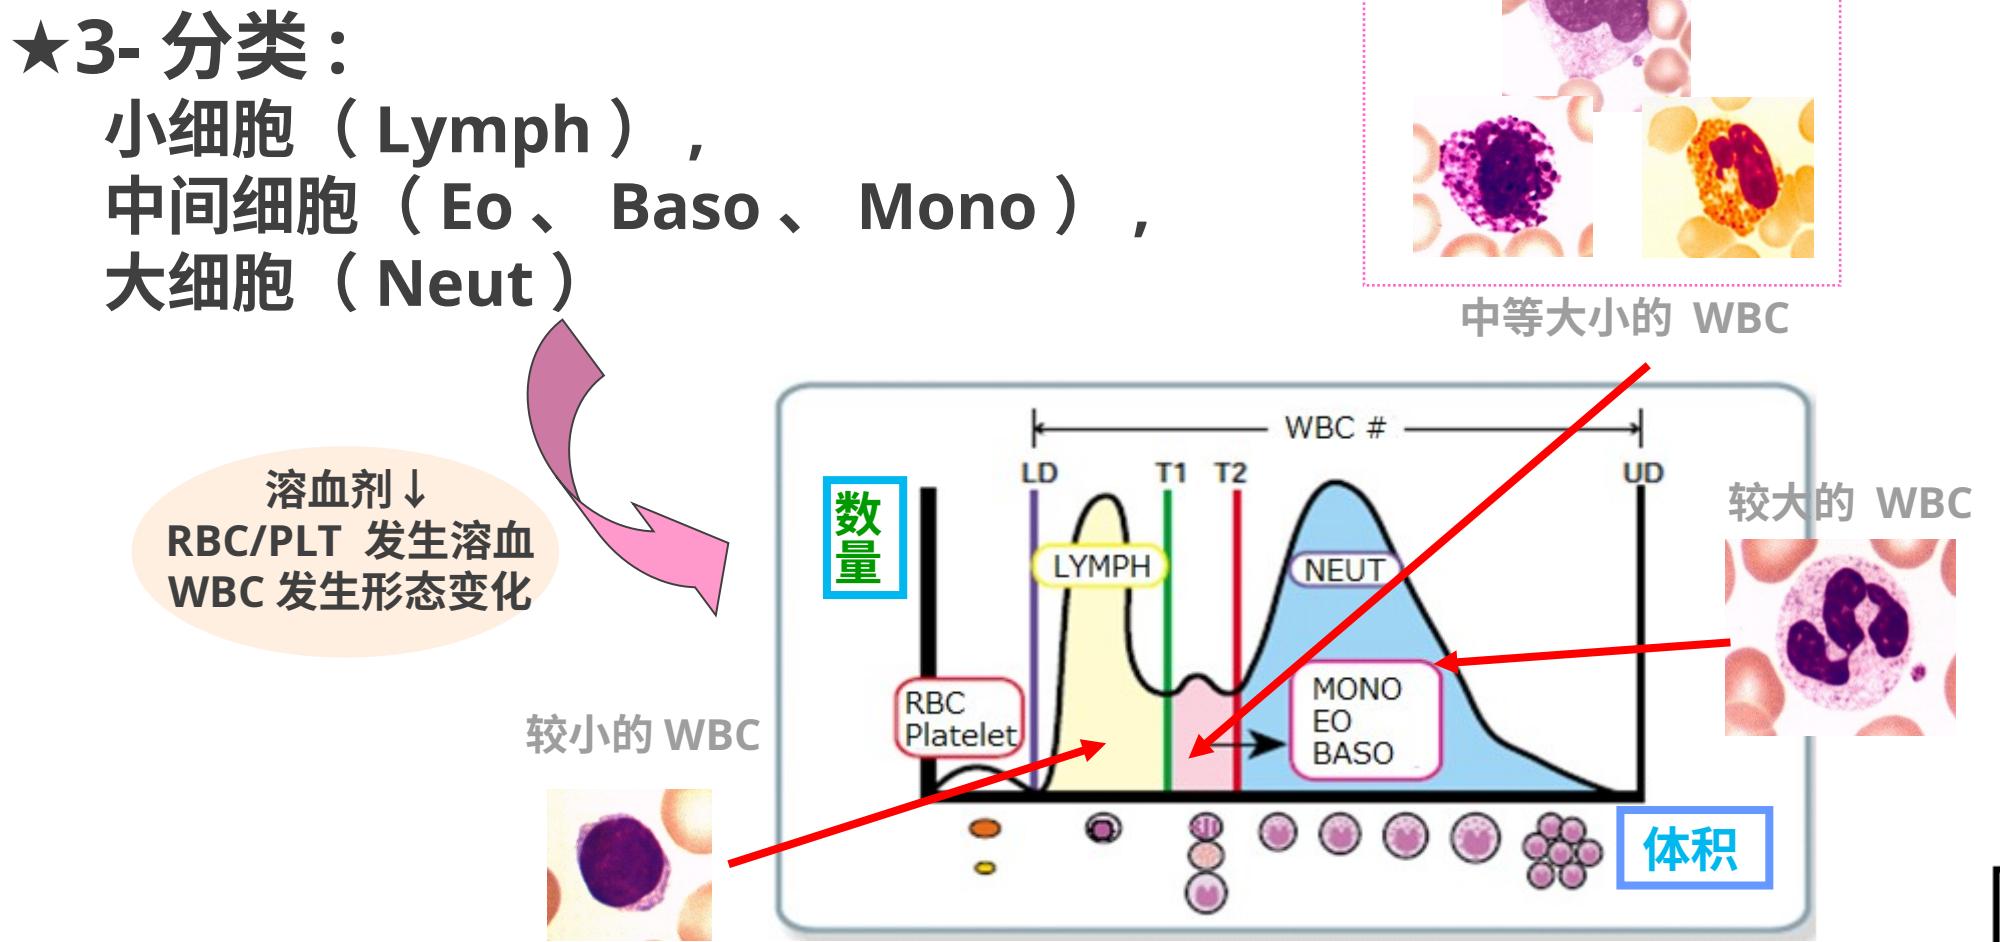 ★3- 分类：
小细胞（Lymph），
中间细胞（Eo、 Baso、 Mono），
大细胞（Neut）
中等大小的 WBC
溶血剂↓
RBC/PLT 发生溶血
WBC 发生形态变化
WBC #
LD T1 T2 UD
数
量
较大的 WBC
LYMPH
NEUT
RBC
Platelet
MONO
EO
BASO
较小的 WBC
体积